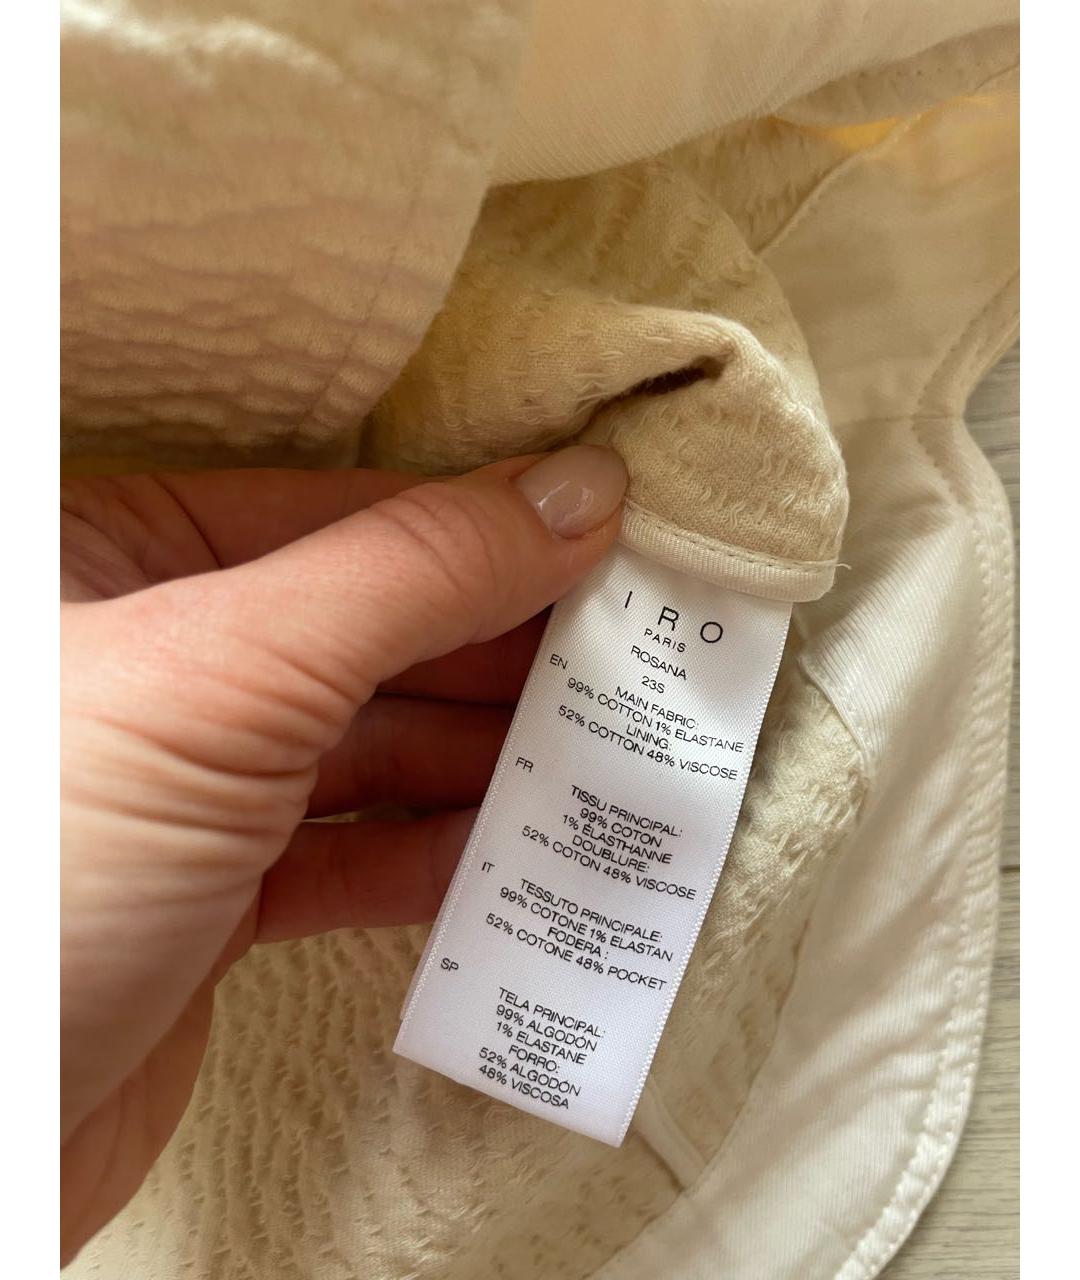 IRO
PARIS
ROSANA
23S
EN
MAIN FABRIC:
99% COTTON 1% ELASTANE
LINING:
52% COTTON 48% VISCOSE
FR
TISSU PRINCIPAL:
99% COTON
1% ÉLASTHANNE
DOUBLURE:
52% COTON 48% VISCOSE
IT
TESSUTO PRINCIPALE:
99% COTONE 1% ELASTAN
FODERA :
52% COTONE 48% POCKET
SP
TELA PRINCIPAL:
99% ALGODÓN
1% ELASTANE
FORRO:
52% ALGODÓN
48% VISCOSA